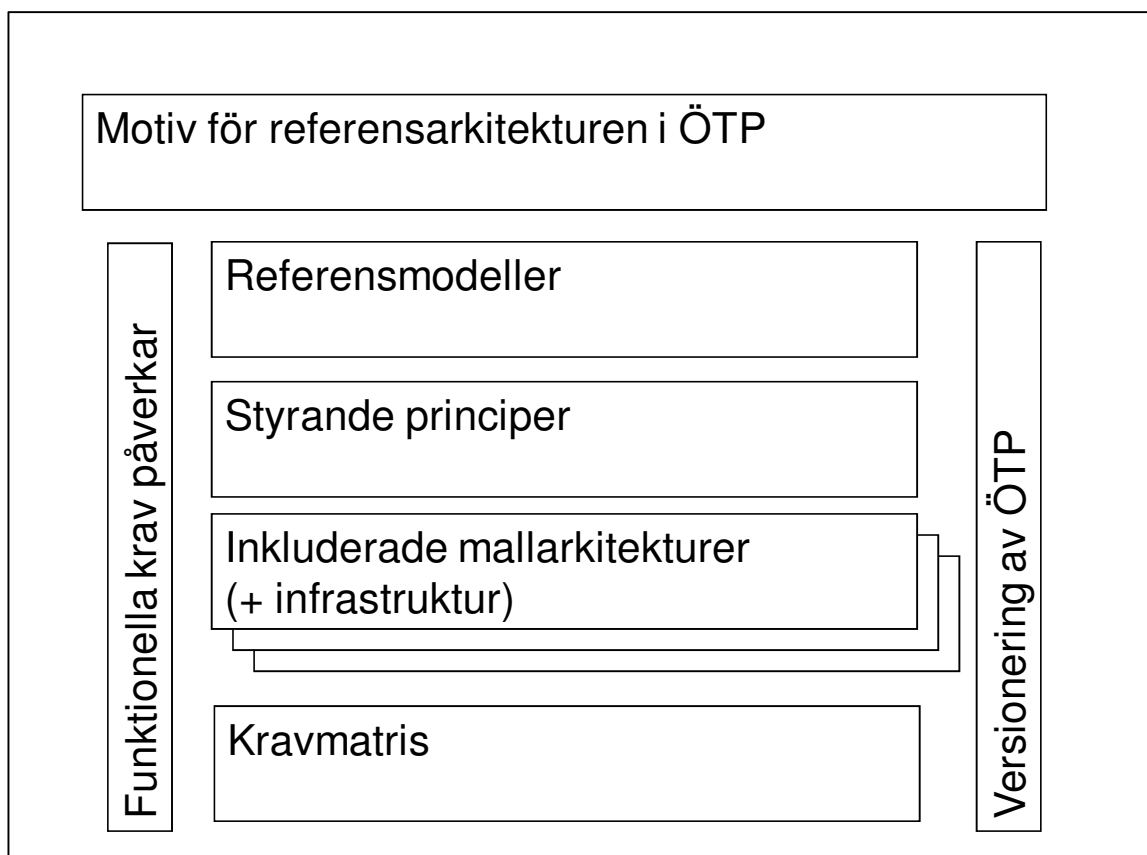 Motiv för referensarkitekturen i ÖTP
Funktionella krav påverkar
Referensmodeller
Styrande principer
Inkluderade mallarkitekturer
(+ infrastruktur)
Kravmatris
Versionering av ÖTP